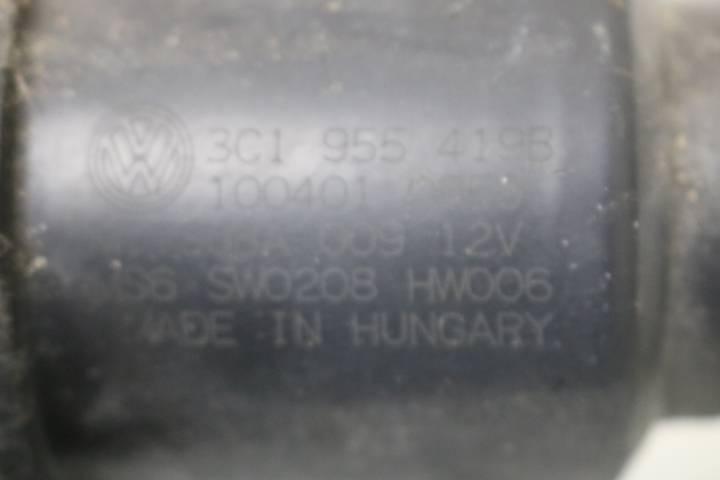 3C1 955 419B
100401
009 12V
SW0208 HW006
MADE IN HUNGARY